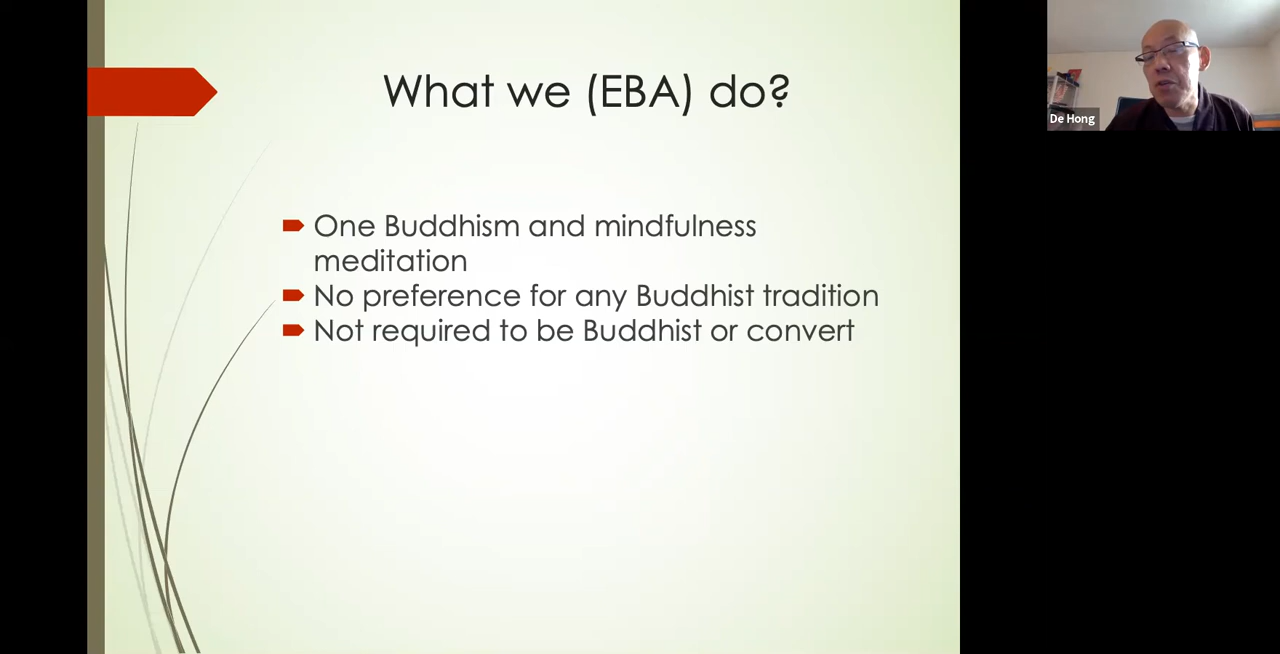 What we (EBA) do?
One Buddhism and mindfulness
meditation
No preference for any Buddhist tradition
Not required to be Buddhist or convert
De Hong